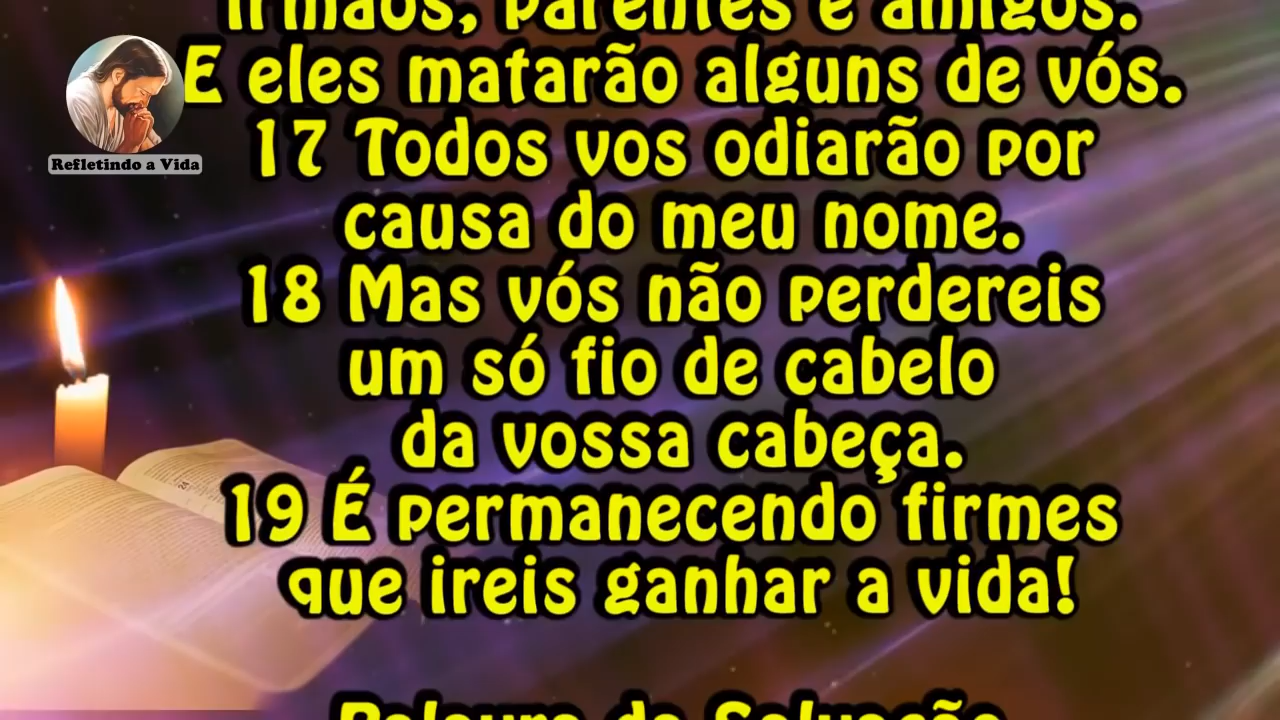 irmãos, parentes e amigos.
E eles matarão alguns de vós.
17 Todos vos odiarão por
causa do meu nome.
18 Mas vós não perdereis
um só fio de cabelo
da vossa cabeça.
19 É permanecendo firmes
que ireis ganhar a vida!
Palavra da Salvação
Refletindo a Vida
24